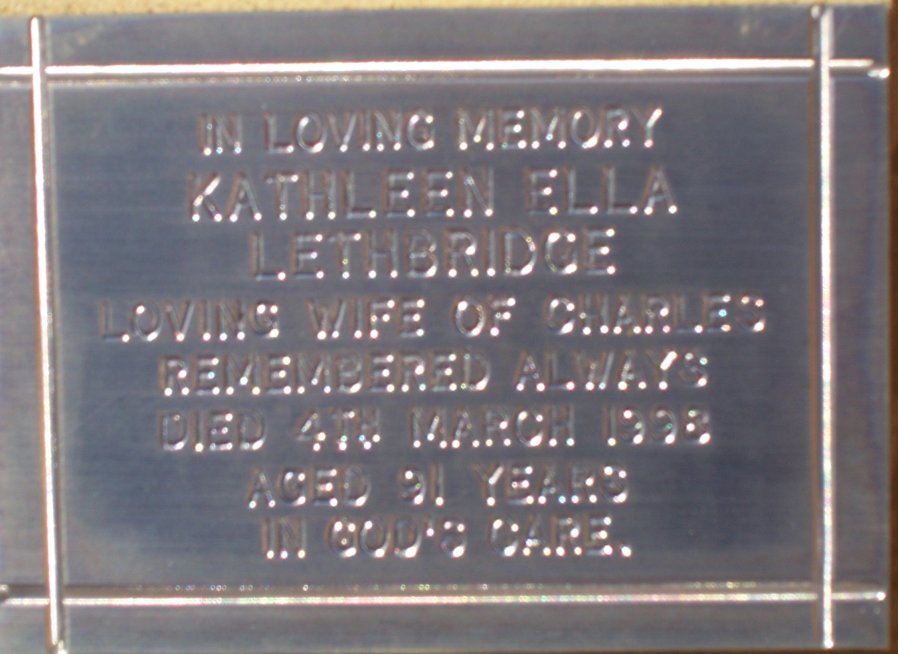 IN LOVING MEMORY
KATHLEEN ELLA
LETHBRIDGE
LOVING WIFE OF CHARLES
REMEMBERED ALWAYS
DIED 4TH MARCH 1998
AGED 91 YEARS
IN GOD'S CARE.